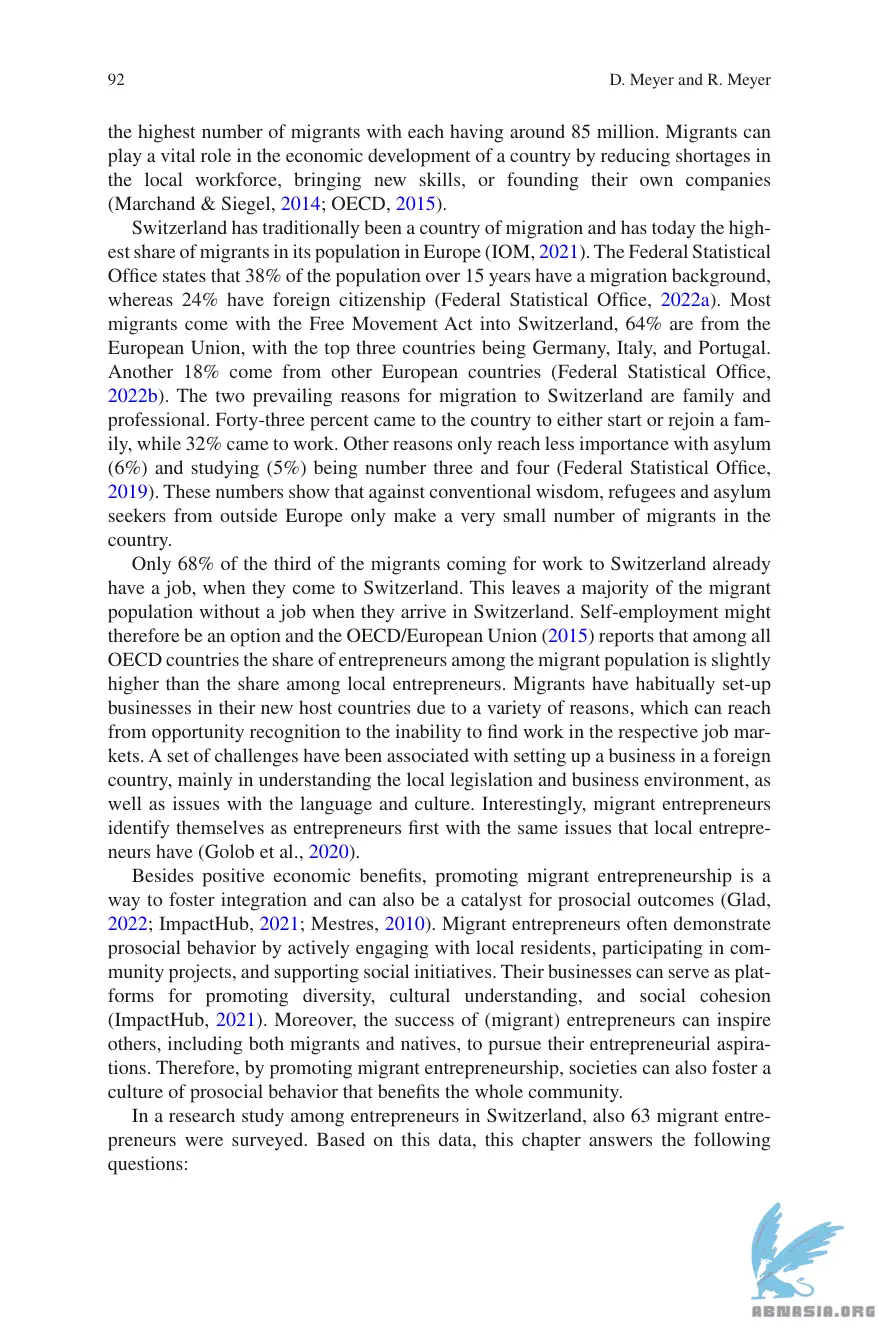 92
D. Meyer and R. Meyer
the highest number of migrants with each having around 85 million. Migrants can
play a vital role in the economic development of a country by reducing shortages in
the local workforce, bringing new skills, or founding their own companies
(Marchand & Siegel, 2014; OECD, 2015).
Switzerland has traditionally been a country of migration and has today the high-
est share of migrants in its population in Europe (IOM, 2021). The Federal Statistical
Office states that 38% of the population over 15 years have a migration background,
whereas 24% have foreign citizenship (Federal Statistical Office, 2022a). Most
migrants come with the Free Movement Act into Switzerland, 64% are from the
European Union, with the top three countries being Germany, Italy, and Portugal.
Another 18% come from other European countries (Federal Statistical Office,
2022b). The two prevailing reasons for migration to Switzerland are family and
professional. Forty-three percent came to the country to either start or rejoin a fam-
ily, while 32% came to work. Other reasons only reach less importance with asylum
(6%) and studying (5%) being number three and four (Federal Statistical Office,
2019). These numbers show that against conventional wisdom, refugees and asylum
seekers from outside Europe only make a very small number of migrants in the
country.
Only 68% of the third of the migrants coming for work to Switzerland already
have a job, when they come to Switzerland. This leaves a majority of the migrant
population without a job when they arrive in Switzerland. Self-employment might
therefore be an option and the OECD/European Union (2015) reports that among all
OECD countries the share of entrepreneurs among the migrant population is slightly
higher than the share among local entrepreneurs. Migrants have habitually set-up
businesses in their new host countries due to a variety of reasons, which can reach
from opportunity recognition to the inability to find work in the respective job mar-
kets. A set of challenges have been associated with setting up a business in a foreign
country, mainly in understanding the local legislation and business environment, as
well as issues with the language and culture. Interestingly, migrant entrepreneurs
identify themselves as entrepreneurs first with the same issues that local entrepre-
neurs have (Golob et al., 2020).
Besides positive economic benefits, promoting migrant entrepreneurship is a
way to foster integration and can also be a catalyst for prosocial outcomes (Glad,
2022; ImpactHub, 2021; Mestres, 2010). Migrant entrepreneurs often demonstrate
prosocial behavior by actively engaging with local residents, participating in com-
munity projects, and supporting social initiatives. Their businesses can serve as plat-
forms for promoting diversity, cultural understanding, and social cohesion
(ImpactHub, 2021). Moreover, the success of (migrant) entrepreneurs can inspire
others, including both migrants and natives, to pursue their entrepreneurial aspira-
tions. Therefore, by promoting migrant entrepreneurship, societies can also foster a
culture of prosocial behavior that benefits the whole community.
In a research study among entrepreneurs in Switzerland, also 63 migrant entre-
preneurs were surveyed. Based on this data, this chapter answers the following
questions:
ABNASIA.ORG